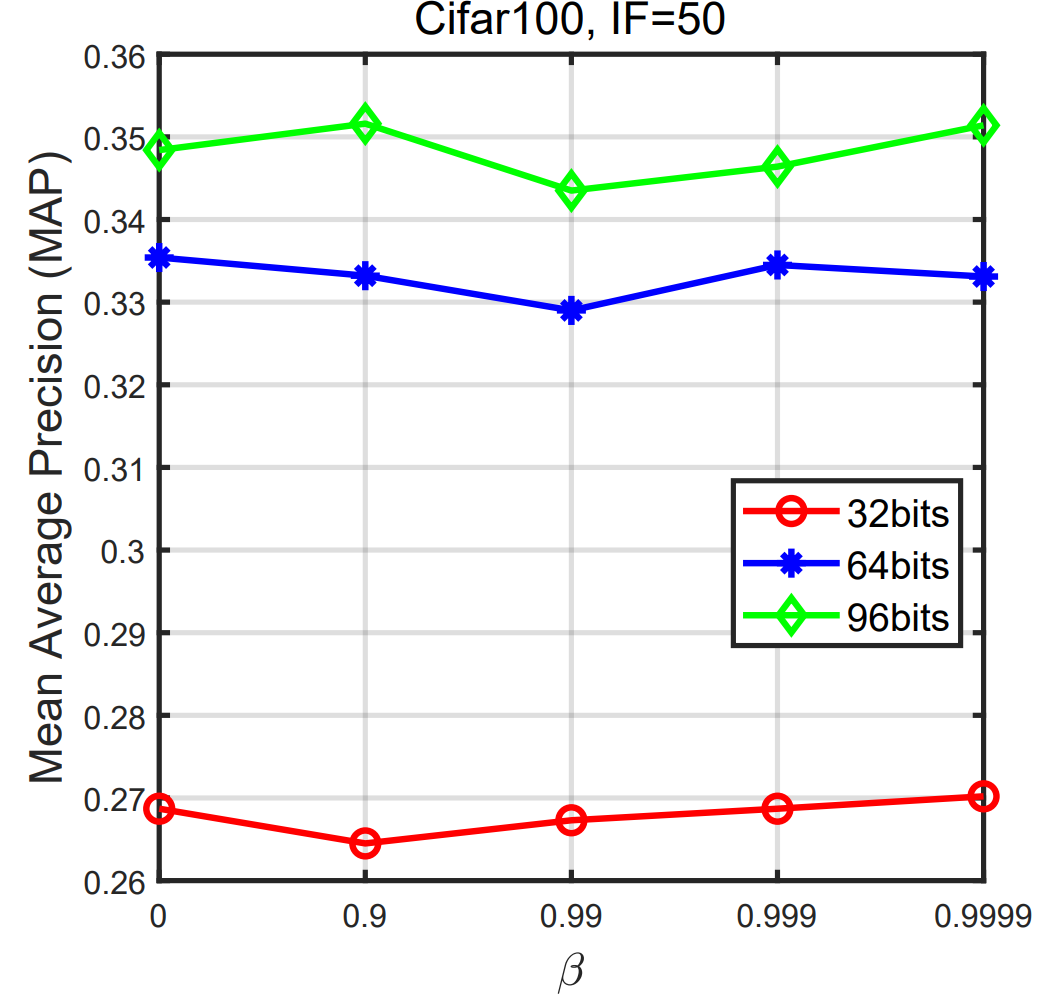 Cifar100, IF=50
Mean Average Precision (MAP)
0.36
0.35
0.34
0.33
0.32
0.31
0.3
0.29
0.28
0.27
0.26
32bits
64bits
96bits
0 0.9 0.99 0.999 0.9999
β